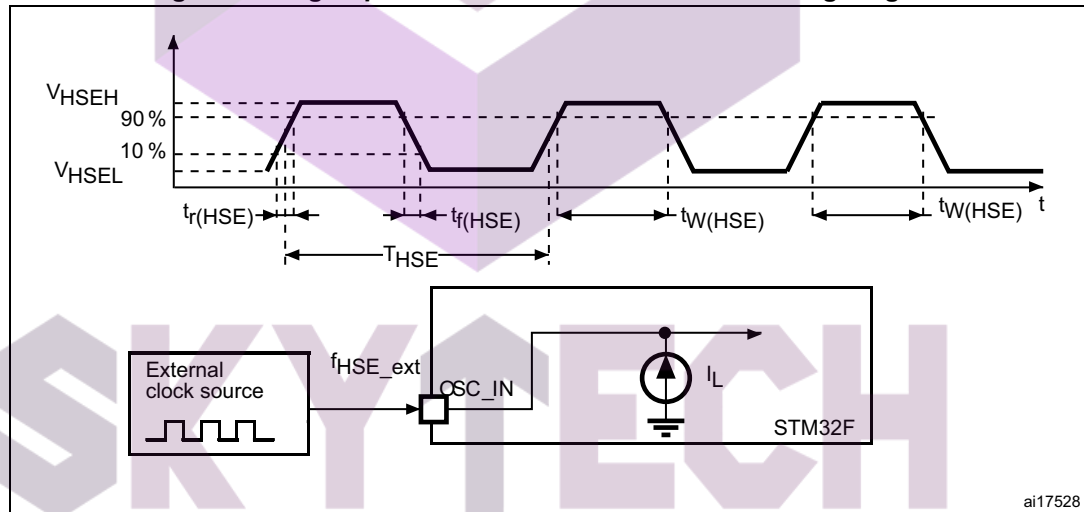 VHSEH
90 %
10 %
VHSEL
tr(HSE)
tf(HSE)
tW(HSE)
tW(HSE)
t
THSE
External
clock source
fHSE_ext
OSC_IN
IL
STM32F
SKYTECH
ai17528